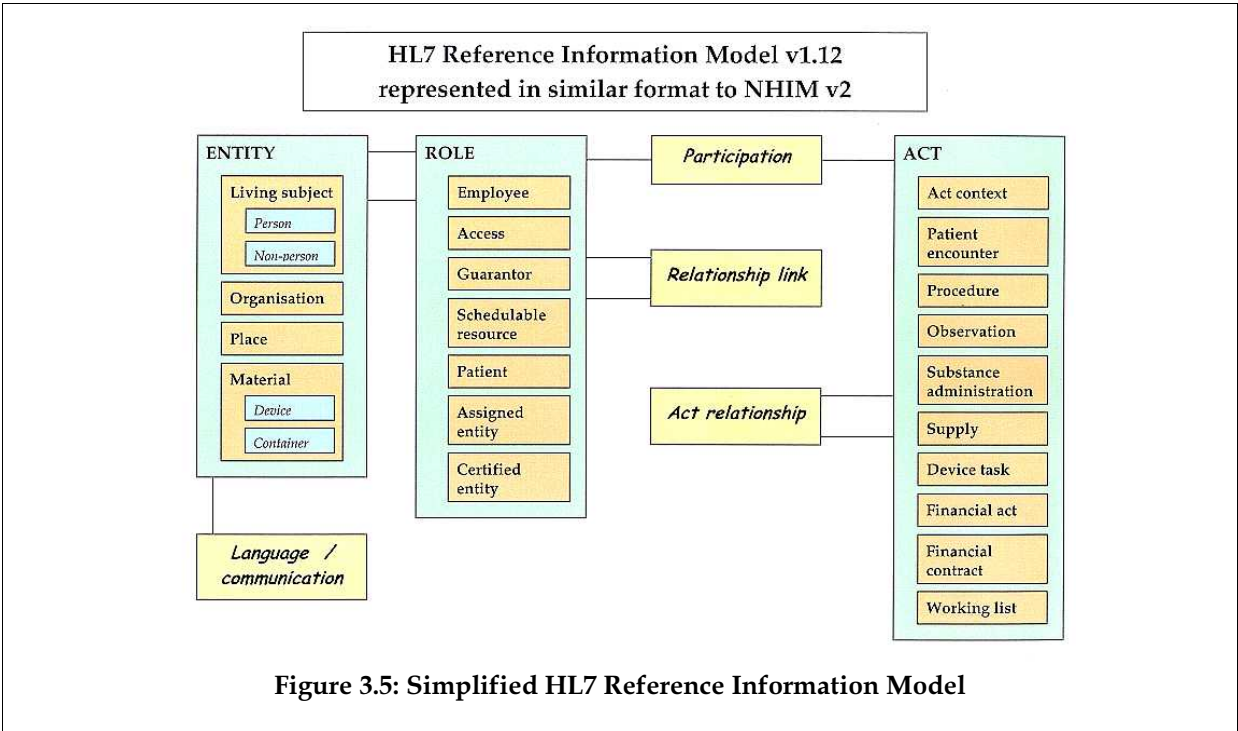 HL7 Reference Information Model v1.12
represented in similar format to NHIM v2
ENTITY
Living subject
Person
Non-person
Organisation
Place
Material
Device
Container
Language /
communication
ROLE
Employee
Access
Guarantor
Schedulable
resource
Patient
Assigned
entity
Certified
entity
Participation
Relationship link
Act relationship
ACT
Act context
Patient
encounter
Procedure
Observation
Substance
administration
Supply
Device task
Financial act
Financial
contract
Working list
Figure 3.5: Simplified HL7 Reference Information Model